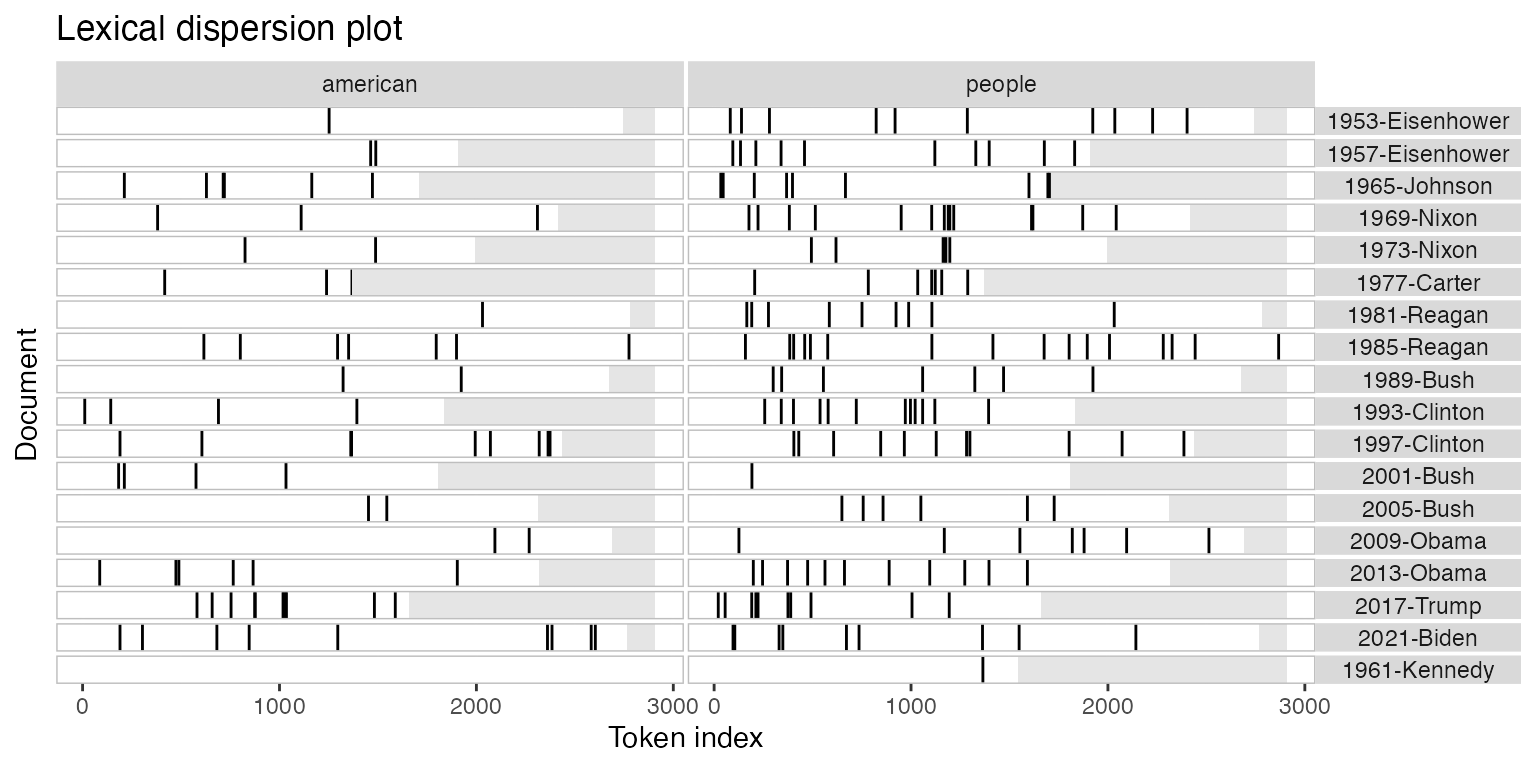 Lexical dispersion plot
american people
1953-Eisenhower
1957-Eisenhower
1965-Johnson
1969-Nixon
1973-Nixon
1977-Carter
1981-Reagan
1985-Reagan
1989-Bush
1993-Clinton
1997-Clinton
2001-Bush
2005-Bush
2009-Obama
2013-Obama
2017-Trump
2021-Biden
1961-Kennedy
Document
0 1000 2000 3000 0 1000 2000 3000
Token index